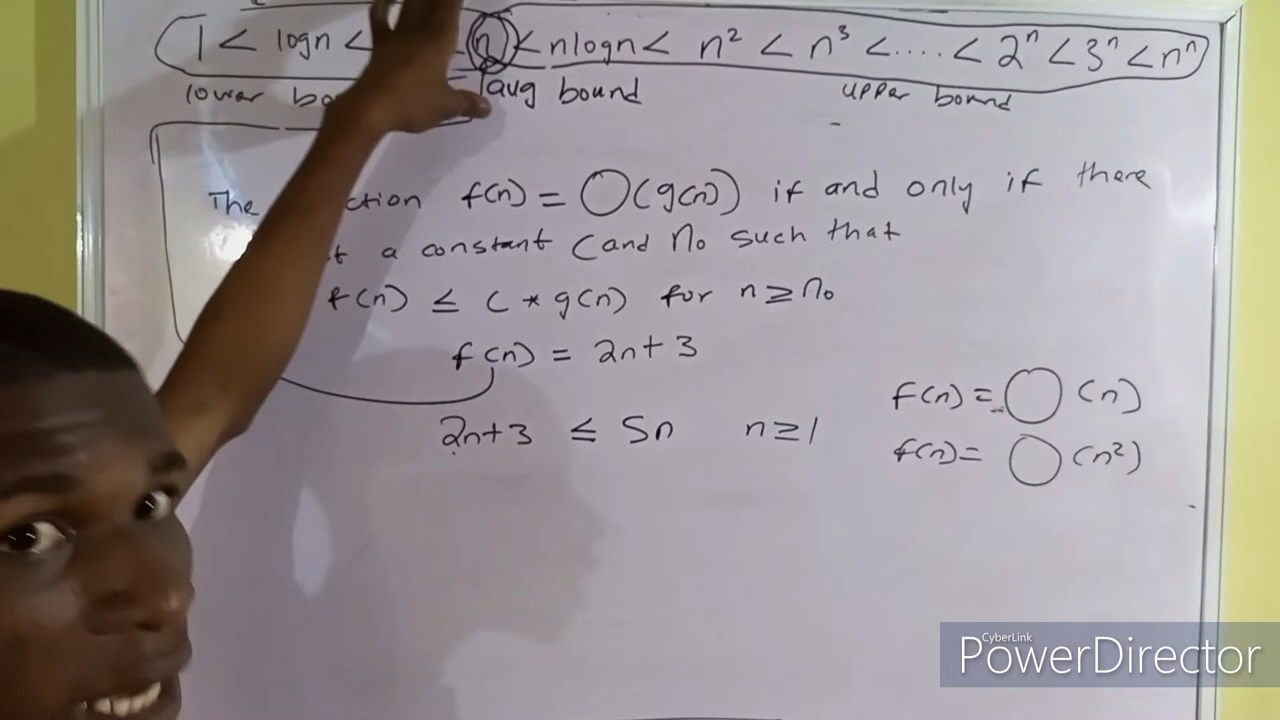 1 < logn < n < nlogn < n² < n³ < .... < 2ⁿ < 3ⁿ < nⁿ
lower avg bound upper bound
The f(n) = O(g(n)) if and only if there
a constant C and n₀ such that
f(n) ≤ C * g(n) for n ≥ n₀
f(n) = 2n + 3
f(n) = O (n)
2n+3 ≤ 5n n ≥ 1
f(n) = O (n²)
CyberLink
PowerDirector